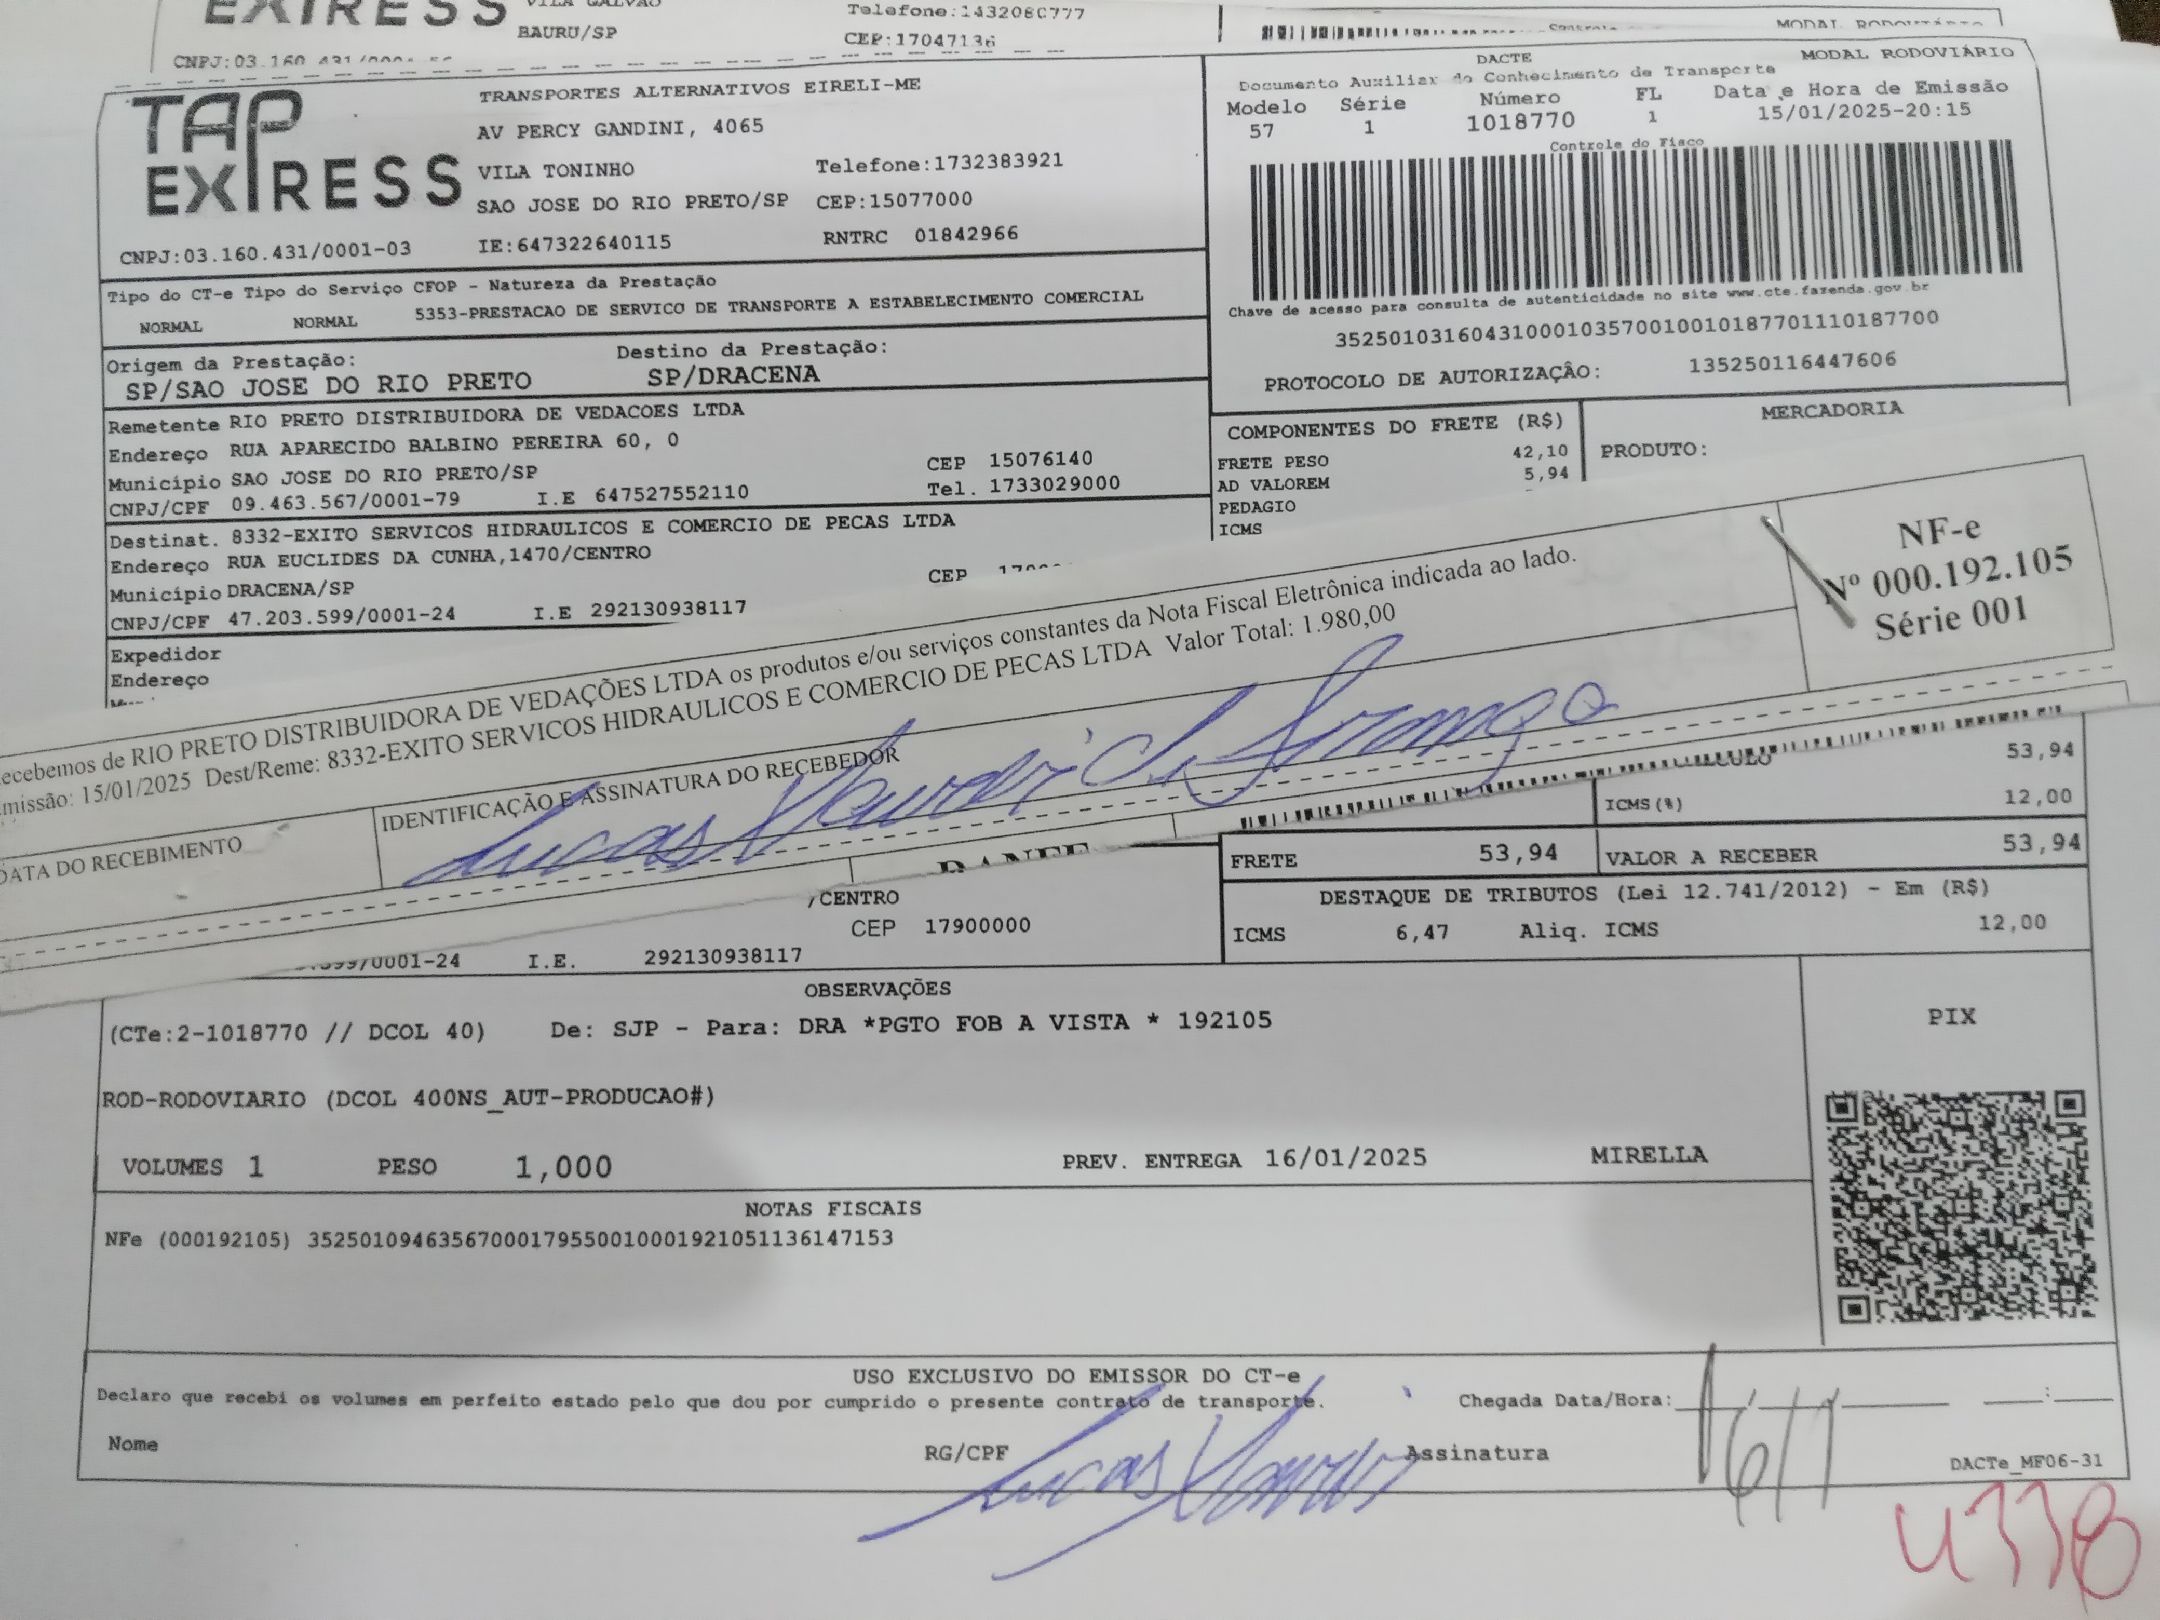 EXPRESS VILA GALVAO
BAURU/SP
Telefone:1432080777
CEP:17047136
CNPJ:03.160.431/
Controle
MODAL RODOVIÁRIO
TAP EXPRESS
TRANSPORTES ALTERNATIVOS EIRELI-ME
AV PERCY GANDINI, 4065
VILA TONINHO Telefone:1732383921
SAO JOSE DO RIO PRETO/SP CEP:15077000
CNPJ:03.160.431/0001-03 IE:647322640115 RNTRC 01842966
DACTE MODAL RODOVIÁRIO
Documento Auxiliar do Conhecimento de Transporte
Modelo Série Número FL Data e Hora de Emissão
57 1 1018770 1 15/01/2025-20:15
Controle do Fisco
Chave de acesso para consulta de autenticidade no site www.cte.fazenda.gov.br
35250103160431000103570010010187701110187700
PROTOCOLO DE AUTORIZAÇÂO: 135250116447606
Tipo do CT-e Tipo do Serviço CFOP - Natureza da Prestação
NORMAL NORMAL 5353-PRESTACAO DE SERVICO DE TRANSPORTE A ESTABELECIMENTO COMERCIAL
Origem da Prestação: Destino da Prestação:
SP/SAO JOSE DO RIO PRETO SP/DRACENA
Remetente RIO PRETO DISTRIBUIDORA DE VEDACOES LTDA
Endereço RUA APARECIDO BALBINO PEREIRA 60, 0
Município SAO JOSE DO RIO PRETO/SP CEP 15076140
CNPJ/CPF 09.463.567/0001-79 I.E 647527552110 Tel. 1733029000
Destinat. 8332-EXITO SERVICOS HIDRAULICOS E COMERCIO DE PECAS LTDA
Endereço RUA EUCLIDES DA CUNHA,1470/CENTRO
Município DRACENA/SP CEP
CNPJ/CPF 47.203.599/0001-24 I.E 292130938117
Expedidor
Endereço
COMPONENTES DO FRETE (R$)
FRETE PESO 42,10
AD VALOREM 5,94
PEDAGIO
ICMS
MERCADORIA
PRODUTO:
ecebemos de RIO PRETO DISTRIBUIDORA DE VEDAÇÕES LTDA os produtos e/ou serviços constantes da Nota Fiscal Eletrônica indicada ao lado.
missão: 15/01/2025 Dest/Reme: 8332-EXITO SERVICOS HIDRAULICOS E COMERCIO DE PECAS LTDA Valor Total: 1.980,00
DATA DO RECEBIMENTO
IDENTIFICAÇÃO E ASSINATURA DO RECEBEDOR
Lucas
NF-e
Nº 000.192.105
Série 001
DANFE
53,94
ICMS(%) 12,00
FRETE 53,94 VALOR A RECEBER 53,94
DESTAQUE DE TRIBUTOS (Lei 12.741/2012) - Em (R$)
ICMS 6,47 Aliq. ICMS 12,00
/CENTRO
CEP 17900000
.599/0001-24 I.E. 292130938117
OBSERVAÇÕES
(CTe:2-1018770 // DCOL 40) De: SJP - Para: DRA *PGTO FOB A VISTA * 192105
ROD-RODOVIARIO (DCOL 400NS_AUT-PRODUCAO#)
PIX
VOLUMES 1 PESO 1,000 PREV. ENTREGA 16/01/2025 MIRELLA
NOTAS FISCAIS
NFe (000192105) 35250109463567000179550010001921051136147153
USO EXCLUSIVO DO EMISSOR DO CT-e
Declaro que recebi os volumes em perfeito estado pelo que dou por cumprido o presente contrato de transporte.
Chegada Data/Hora: 16/1
Nome RG/CPF Assinatura
Lucas
DACTe_MF06-31
4338